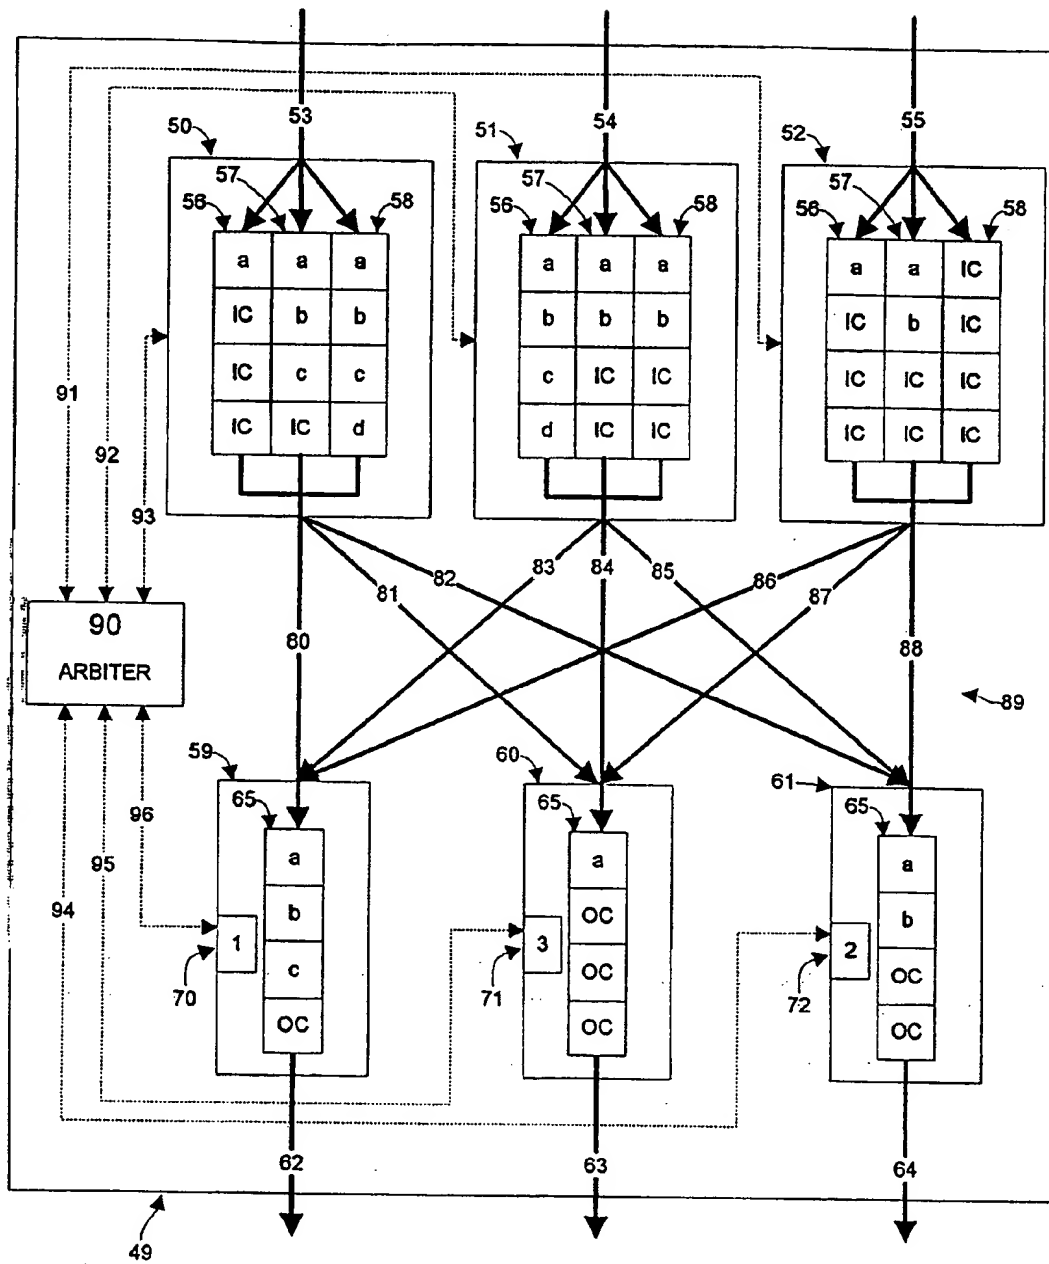 53
54
55
50
51
52
57
57
57
56
58
56
58
56
58
a a a
a a a
a a IC
IC b b
b b b
IC b IC
IC c c
c IC IC
IC IC IC
IC IC d
d IC IC
IC IC IC
91
92
93
90
ARBITER
80
81
82
83
84
85
86
87
88
89
59
60
61
65
65
65
a
a
a
b
OC
b
c
OC
OC
OC
OC
OC
1
3
2
70
71
72
96
95
94
62
63
64
49